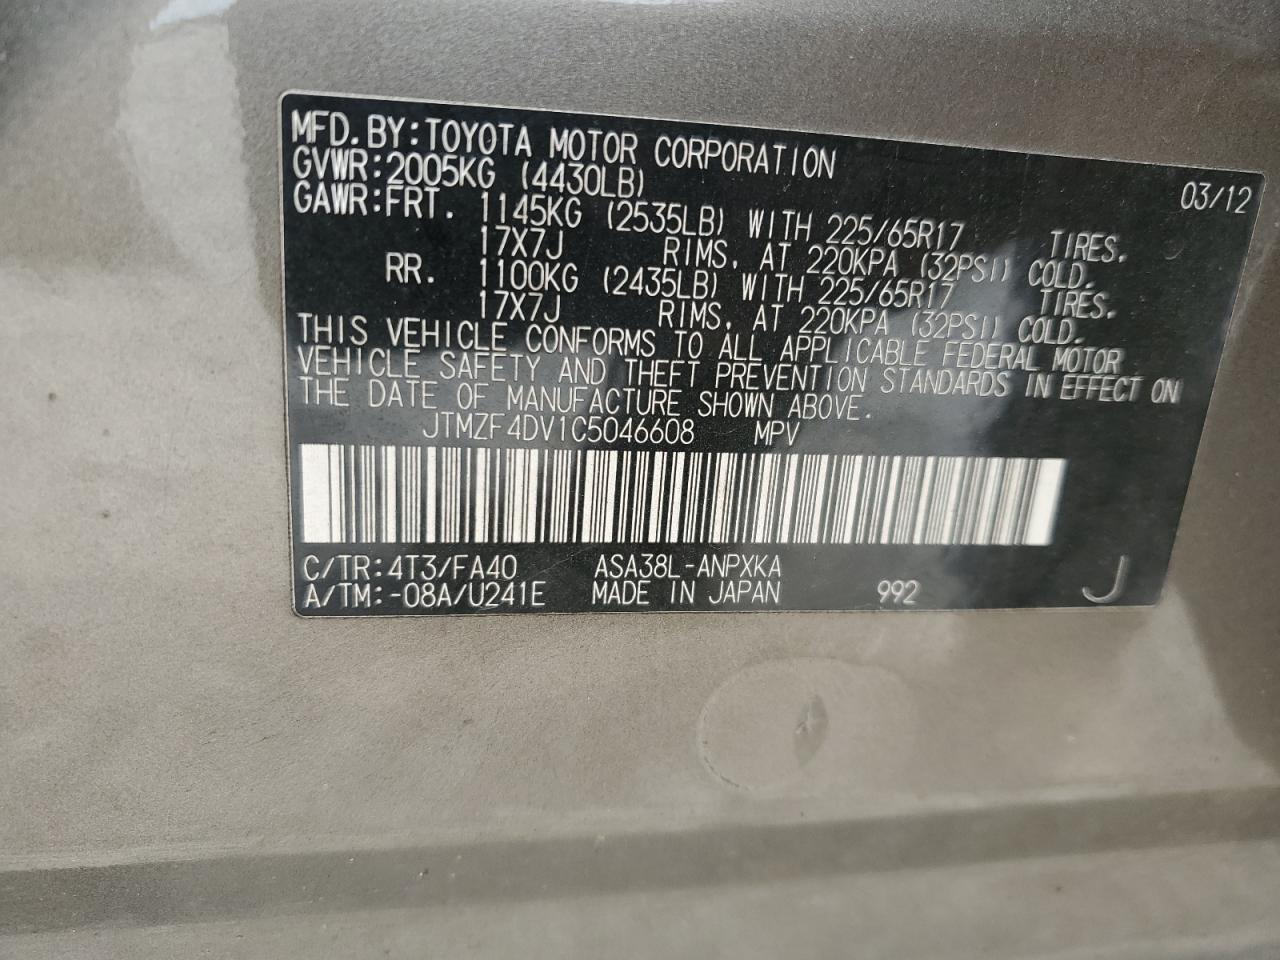 MFD. BY: TOYOTA MOTOR CORPORATION 03/12
GVWR: 2005KG (4430LB)
GAWR: FRT. 1145KG (2535LB) WITH 225/65R17 TIRES.
17X7J RIMS, AT 220KPA (32PSI) COLD.
RR. 1100KG (2435LB) WITH 225/65R17 TIRES.
17X7J RIMS, AT 220KPA (32PSI) COLD.
THIS VEHICLE CONFORMS TO ALL APPLICABLE FEDERAL MOTOR
VEHICLE SAFETY AND THEFT PREVENTION STANDARDS IN EFFECT ON
THE DATE OF MANUFACTURE SHOWN ABOVE.
JTMZF4DV1C5046608 MPV
C/TR: 4T3/FA40 ASA38L-ANPXKA
A/TM: -08A/U241E MADE IN JAPAN 992 J